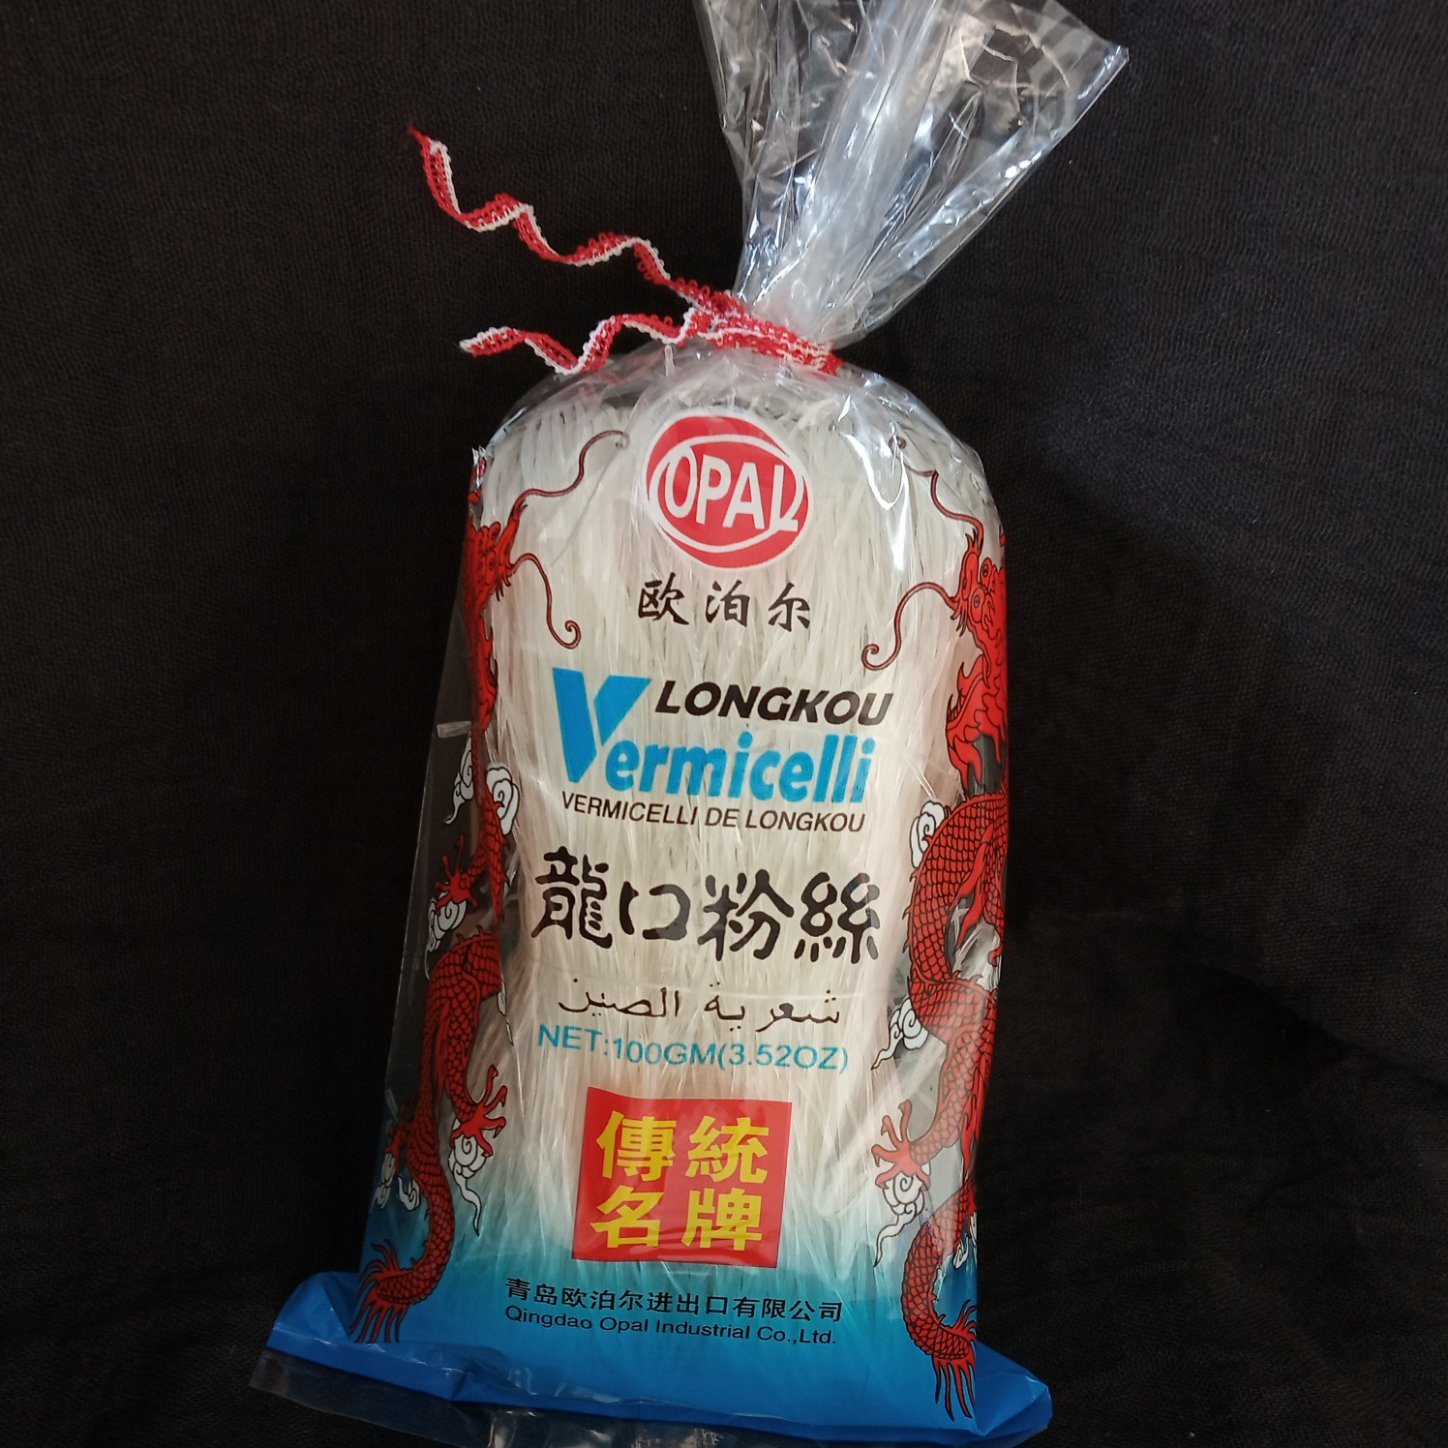 OPAL
欧泊尔
LONGKOU
Vermicelli
VERMICELLI DE LONGKOU
龍口粉絲
شعرية الصين
NET:100GM(3.52OZ)
傳統
名牌
青岛欧泊尔进出口有限公司
Qingdao Opal Industrial Co.,Ltd.